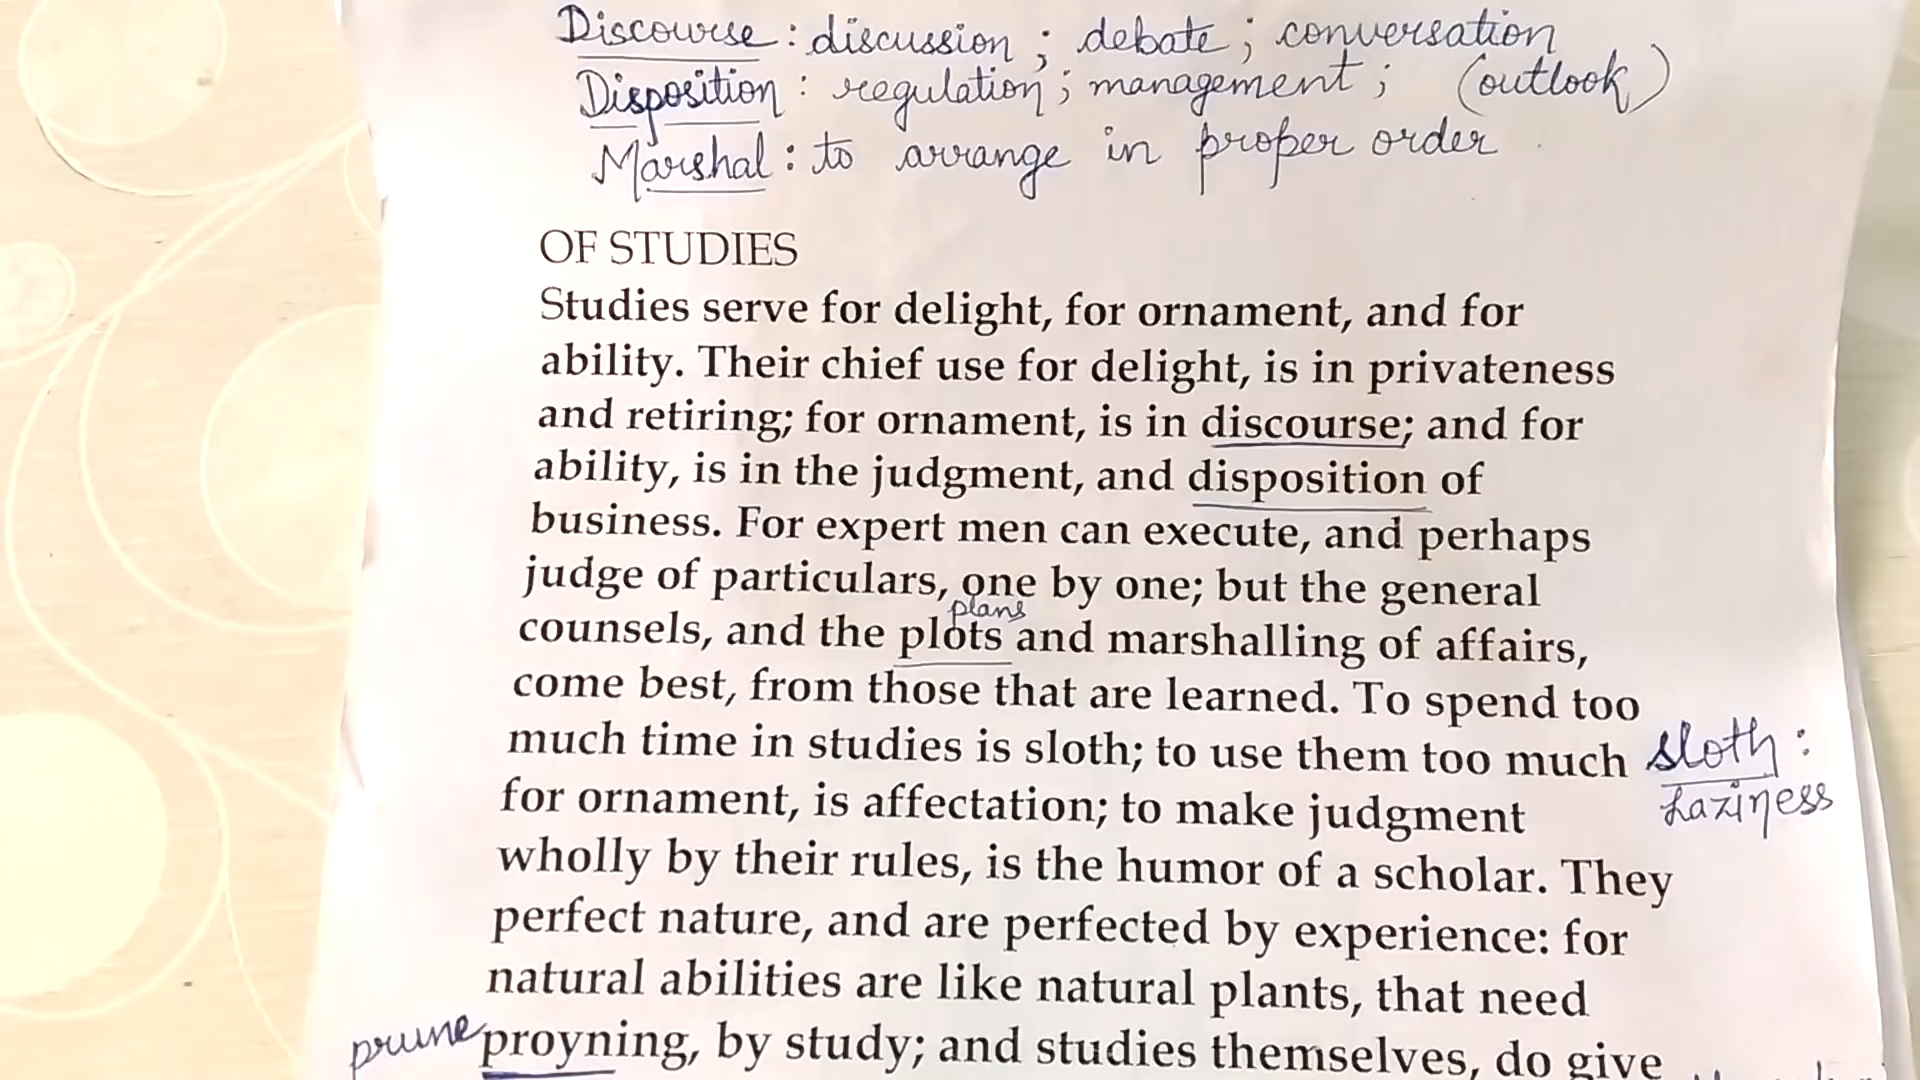 Discourse : discussion ; debate ; conversation
Disposition : regulation ; management ; (outlook)
Marshal : to arrange in proper order
OF STUDIES
Studies serve for delight, for ornament, and for
ability. Their chief use for delight, is in privateness
and retiring; for ornament, is in discourse; and for
ability, is in the judgment, and disposition of
business. For expert men can execute, and perhaps
judge of particulars, one by one; but the general
plans
counsels, and the plots and marshalling of affairs,
come best, from those that are learned. To spend too
much time in studies is sloth; to use them too much
sloth :
Laziness
for ornament, is affectation; to make judgment
wholly by their rules, is the humor of a scholar. They
perfect nature, and are perfected by experience: for
natural abilities are like natural plants, that need
prune
proyning, by study; and studies themselves, do give